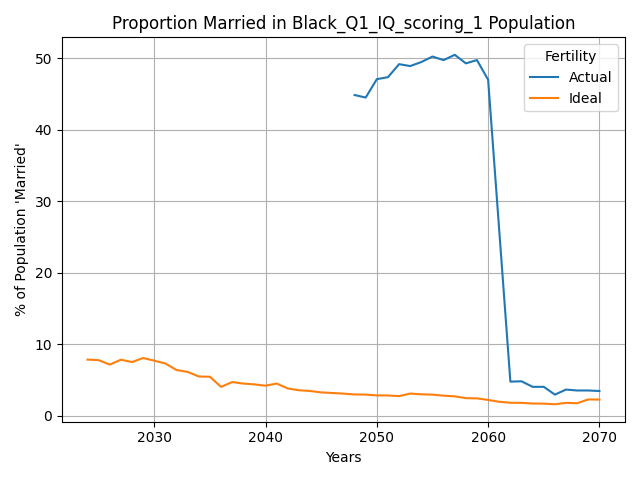 Proportion Married in Black_Q1_IQ_scoring_1 Population
% of Population 'Married'
50
40
30
20
10
0
Fertility
Actual
Ideal
2030 2040 2050 2060 2070
Years